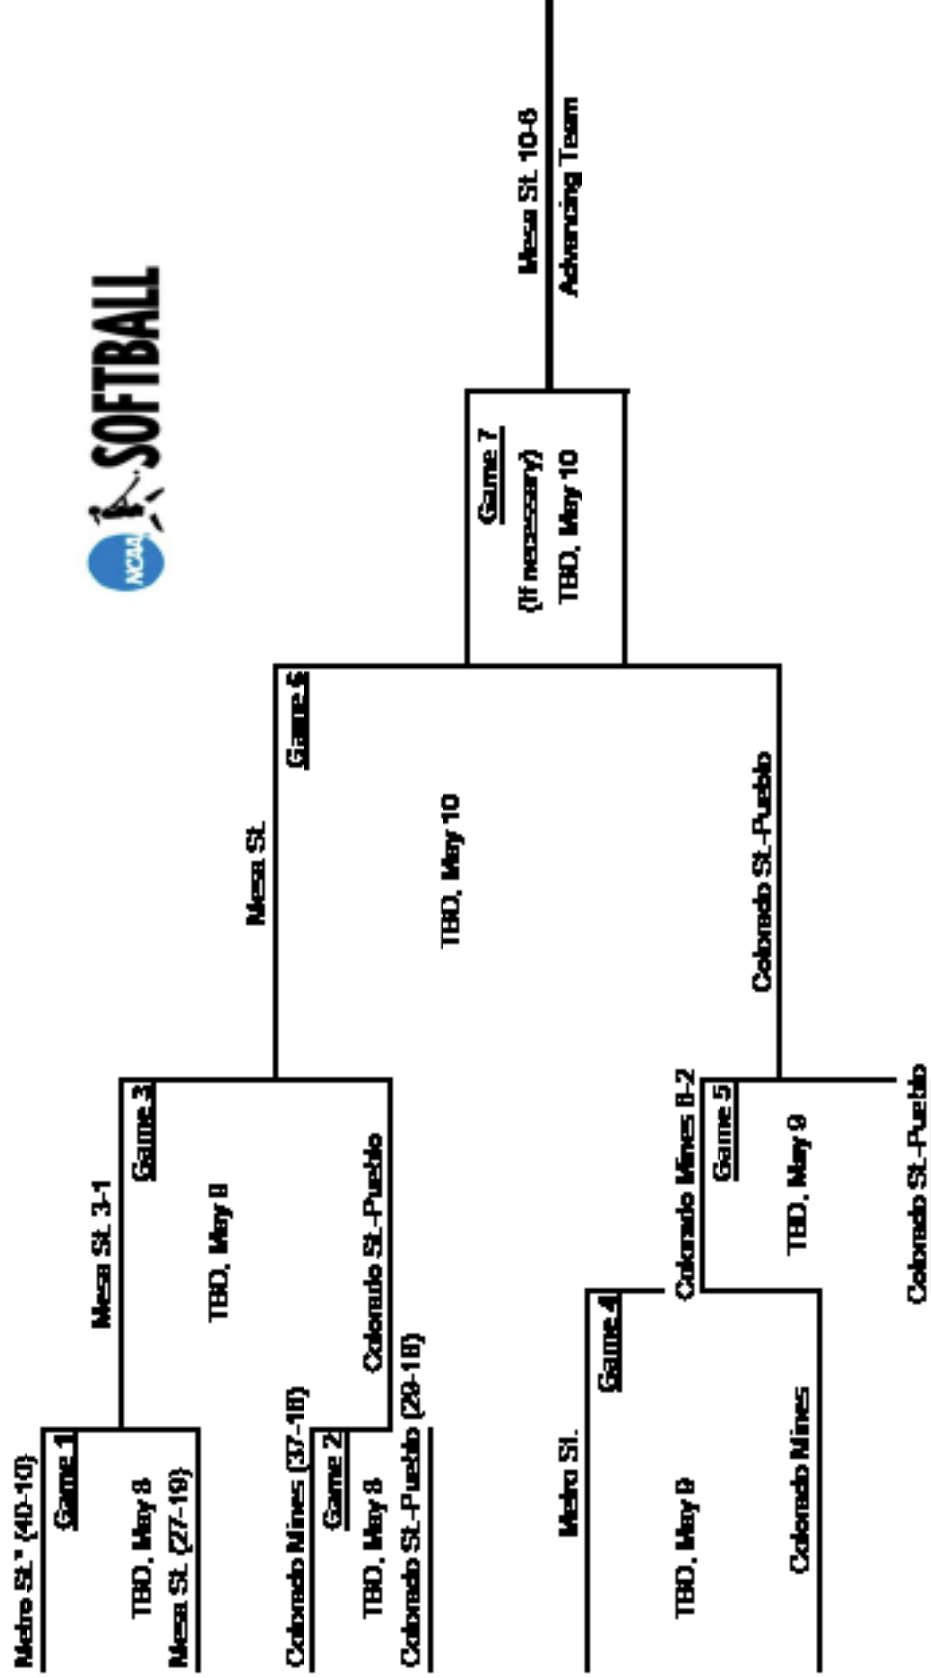 NCAA SOFTBALL
Metro St.* (40-10)
Game 1
TBD, May 8
Mesa St. (27-19)
Mesa St. 3-1
Game 3
TBD, May 9
Colorado Mines (37-18)
Game 2
TBD, May 8
Colorado St.-Pueblo
Colorado St.-Pueblo (29-18)
Mesa St.
Game 6
TBD, May 10
Colorado St.-Pueblo
Game 7
(If necessary)
TBD, May 10
Mesa St. 10-6
Advancing Team
Metro St.
Game 4
TBD, May 9
Colorado Mines
Colorado Mines 8-2
Game 5
TBD, May 9
Colorado St.-Pueblo